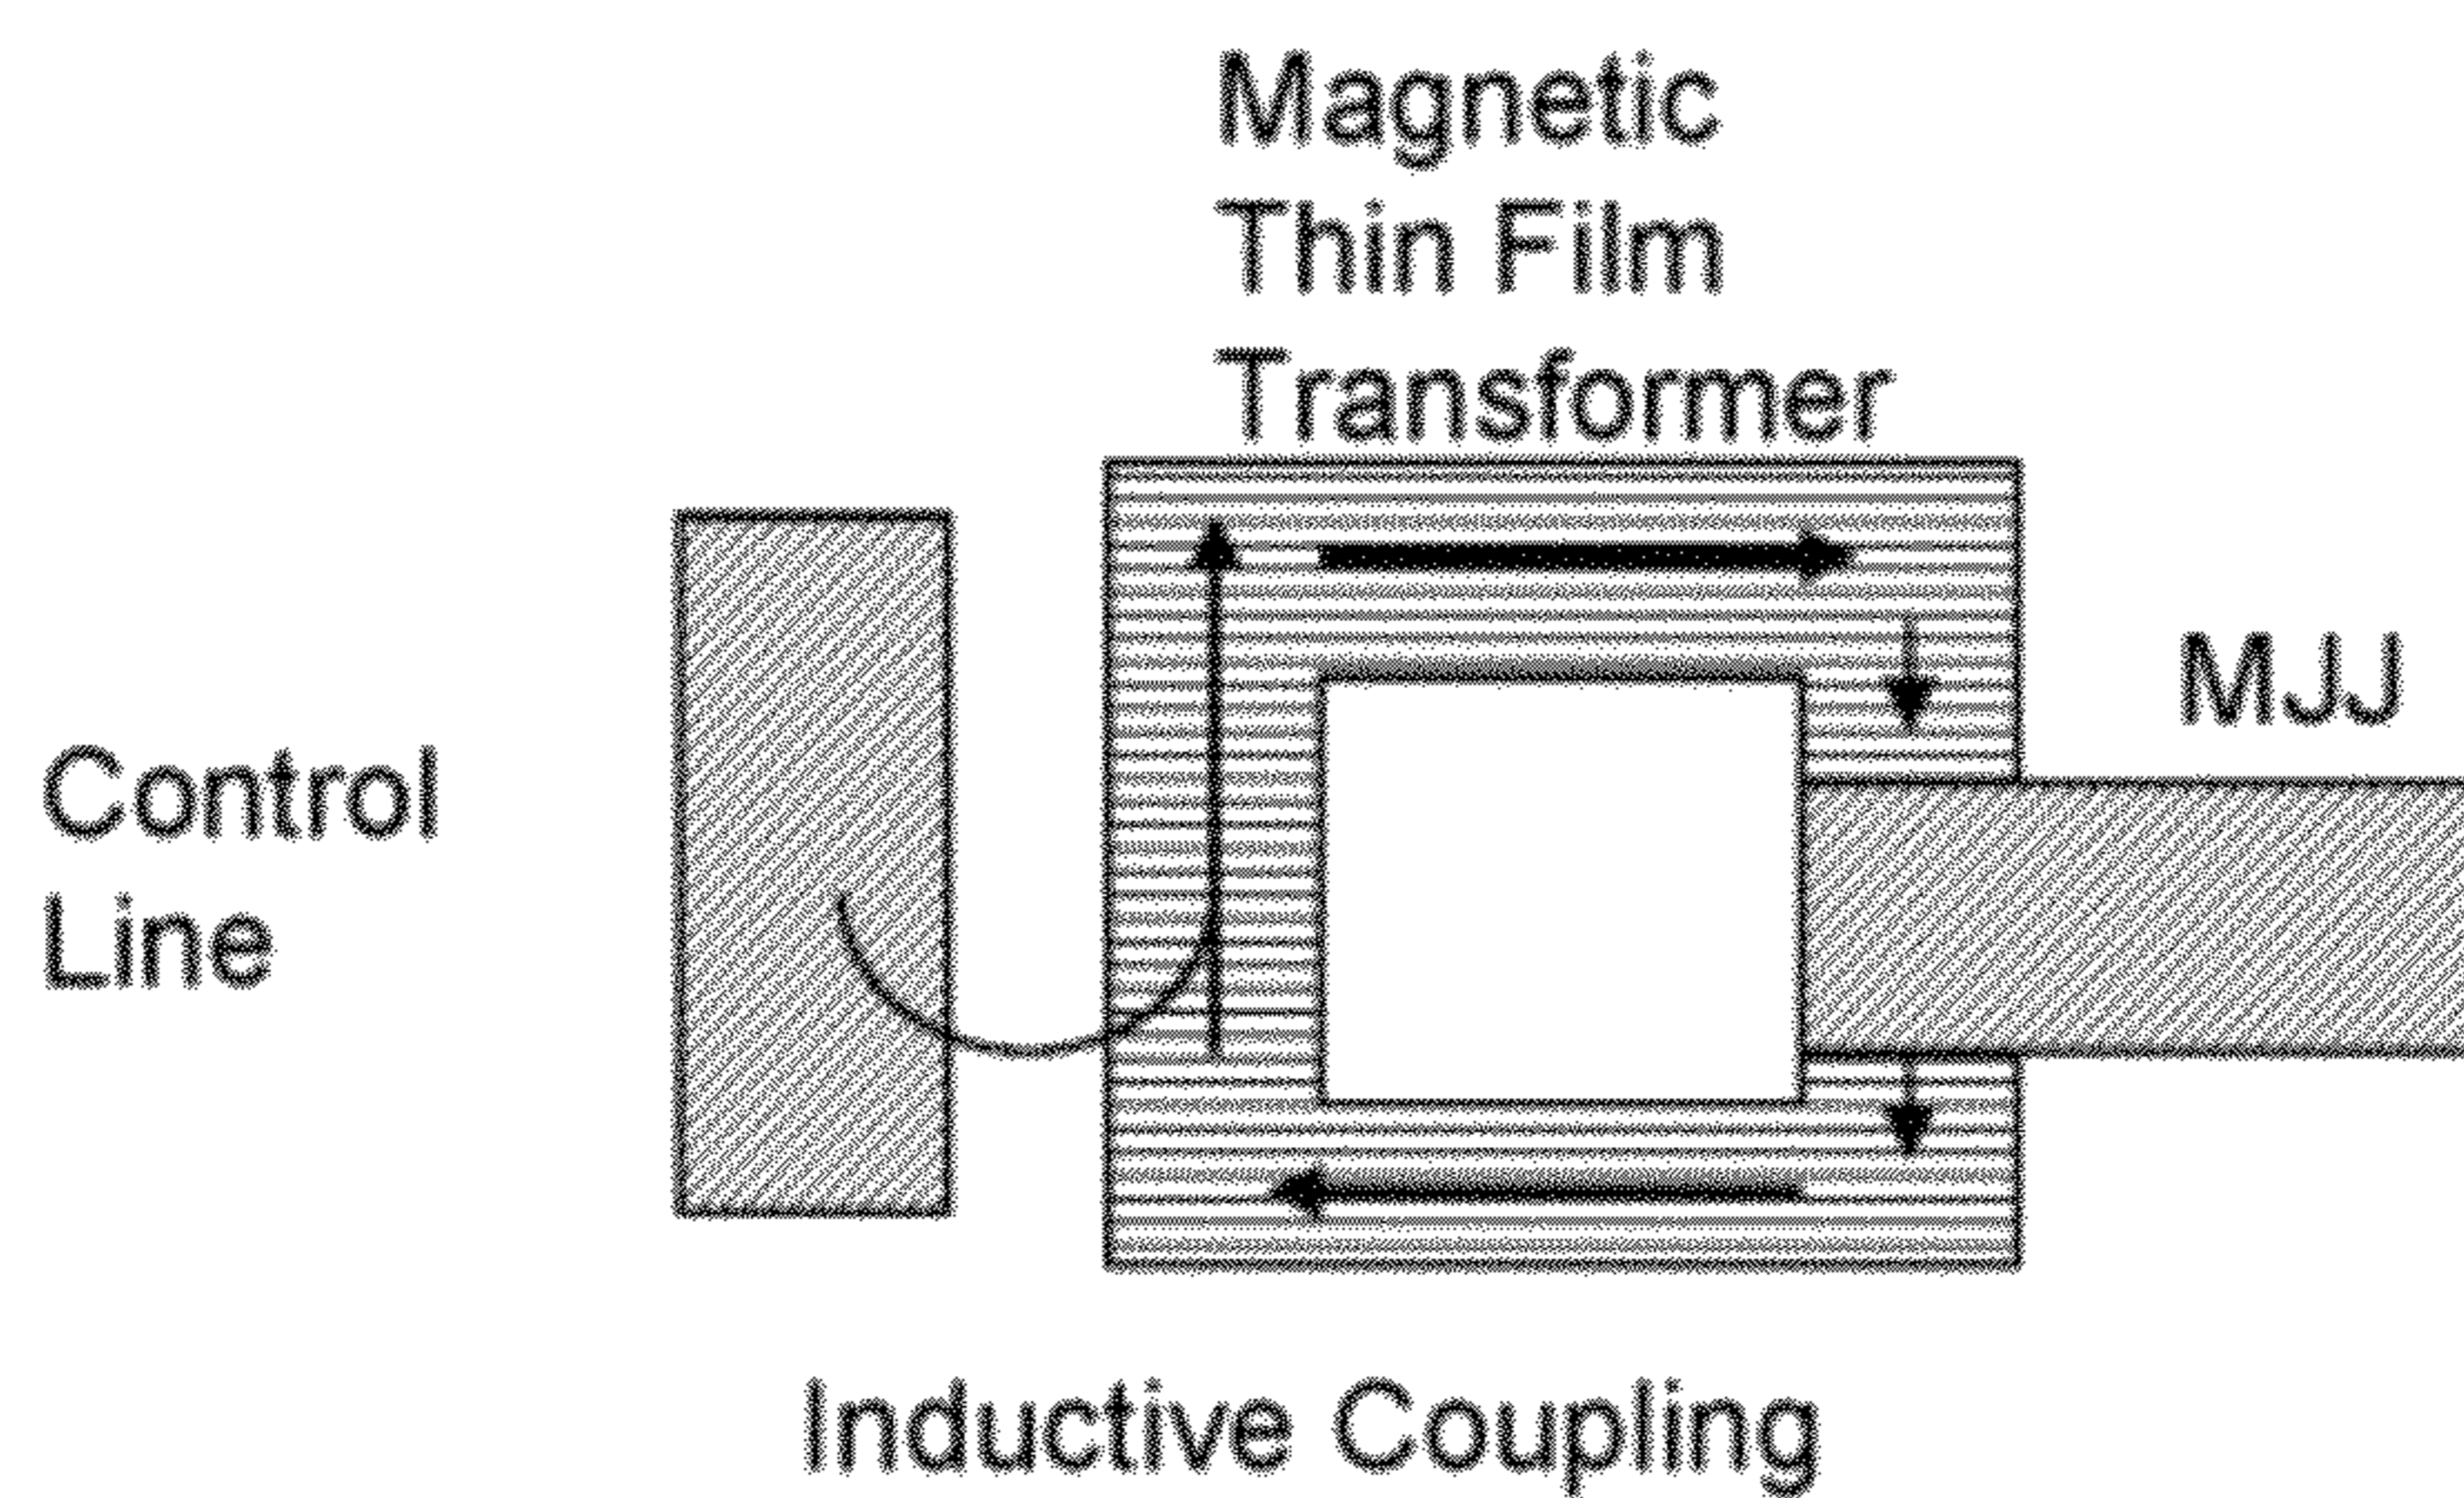 Magnetic
Thin Film
Transformer
MJJ
Control
Line
Inductive Coupling